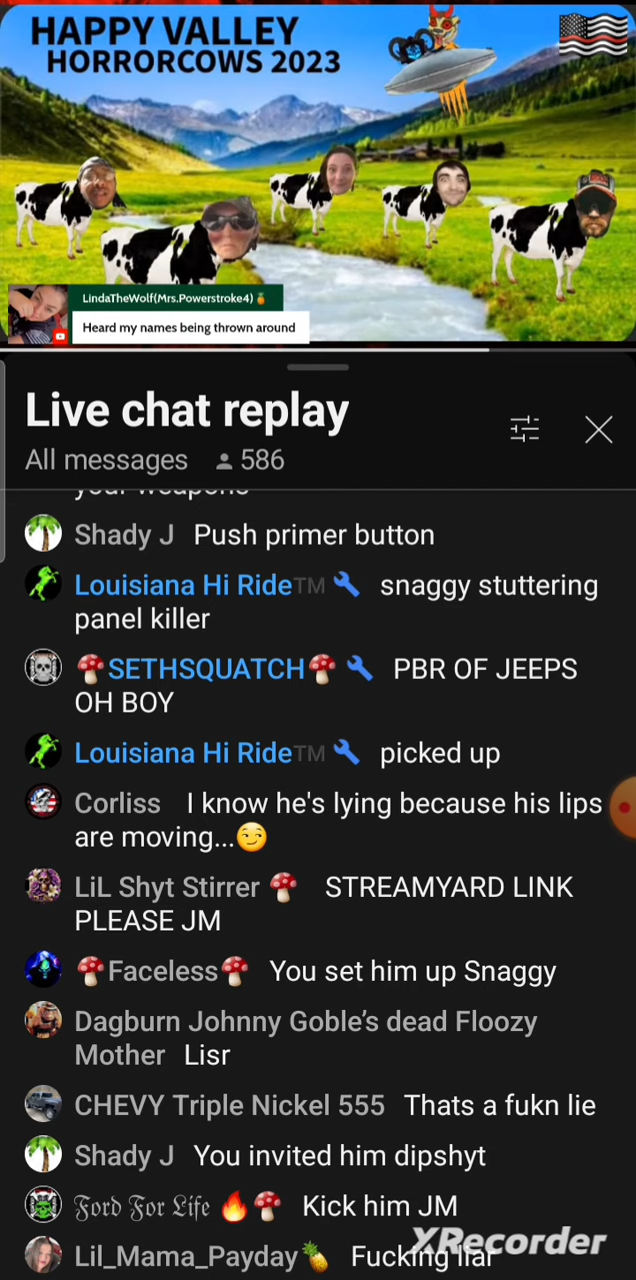 HAPPY VALLEY
HORRORCOWS 2023
LindaTheWolf(Mrs.Powerstroke4)🍍
Heard my names being thrown around
Live chat replay
All messages 586
your weapons
Shady J Push primer button
Louisiana Hi Ride™ 🔧 snaggy stuttering
panel killer
🍄SETHSQUATCH🍄 🔧 PBR OF JEEPS
OH BOY
Louisiana Hi Ride™ 🔧 picked up
Corliss I know he's lying because his lips
are moving...😏
LiL Shyt Stirrer 🍄 STREAMYARD LINK
PLEASE JM
🍄Faceless🍄 You set him up Snaggy
Dagburn Johnny Goble's dead Floozy
Mother Lisr
CHEVY Triple Nickel 555 Thats a fukn lie
Shady J You invited him dipshyt
𝔉𝔬𝔯𝔡 𝔉𝔬𝔯 𝔏𝔦𝔣𝔢 🔥🍄 Kick him JM
Lil_Mama_Payday🍍 Fucking liar
XRecorder